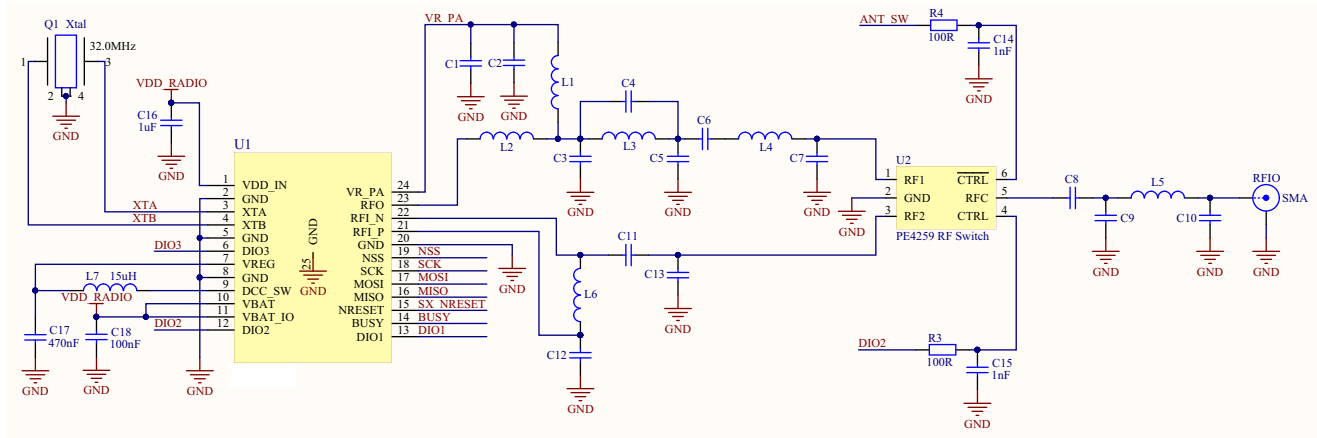 Q1 Xtal
32.0MHz
1
3
2 4
GND
VDD_RADIO
C16
1uF
GND
VR_PA
C1
C2
GND
GND
L1
C4
L2
L3
C6
L4
C3
C5
C7
GND
GND
GND
ANT_SW
R4
100R
C14
1nF
GND
U1
1 VDD_IN
2 GND
XTA 3 XTA
XTB 4 XTB
5 GND
DIO3 6 DIO3
7 VREG
8 GND
9 DCC_SW
10 VBAT
11 VBAT_IO
DIO2 12 DIO2
GND
25
GND
VR_PA 24
RFO 23
RFI_N 22
RFI_P 21
GND 20
NSS 19 NSS
SCK 18 SCK
MOSI 17 MOSI
MISO 16 MISO
NRESET 15 SX_NRESET
BUSY 14 BUSY
DIO1 13 DIO1
L7 15uH
VDD_RADIO
C17
470nF
C18
100nF
GND
GND
GND
GND
C11
C13
L6
C12
GND
GND
U2
1 RF1
2 GND
3 RF2
CTRL 6
RFC 5
CTRL 4
PE4259 RF Switch
GND
C8
L5
C9
C10
GND
GND
RFIO
SMA
GND
DIO2
R3
100R
C15
1nF
GND